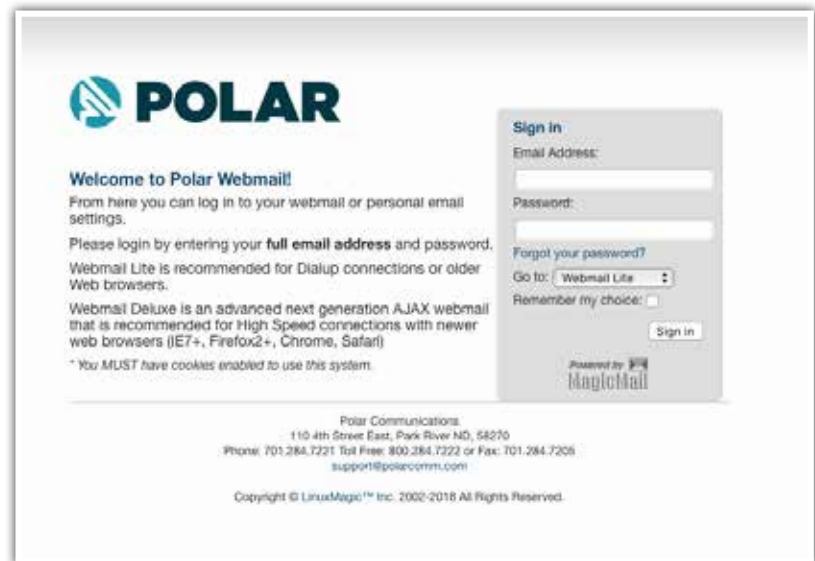 POLAR
Welcome to Polar Webmail!
From here you can log in to your webmail or personal email
settings.
Please login by entering your full email address and password.
Webmail Lite is recommended for Dialup connections or older
Web browsers.
Webmail Deluxe is an advanced next generation AJAX webmail
that is recommended for High Speed connections with newer
web browsers (IE7+, Firefox2+, Chrome, Safari)
* You MUST have cookies enabled to use this system.
Sign in
Email Address:
Password:
Forgot your password?
Go to: Webmail Lite
Remember my choice:
Sign in
Powered by
MagicMail
Polar Communications
110 4th Street East, Park River ND, 58270
Phone: 701.284.7221 Toll Free: 800.284.7222 or Fax: 701.284.7205
support@polarcomm.com
Copyright © LinuxMagic™ Inc. 2002-2018 All Rights Reserved.